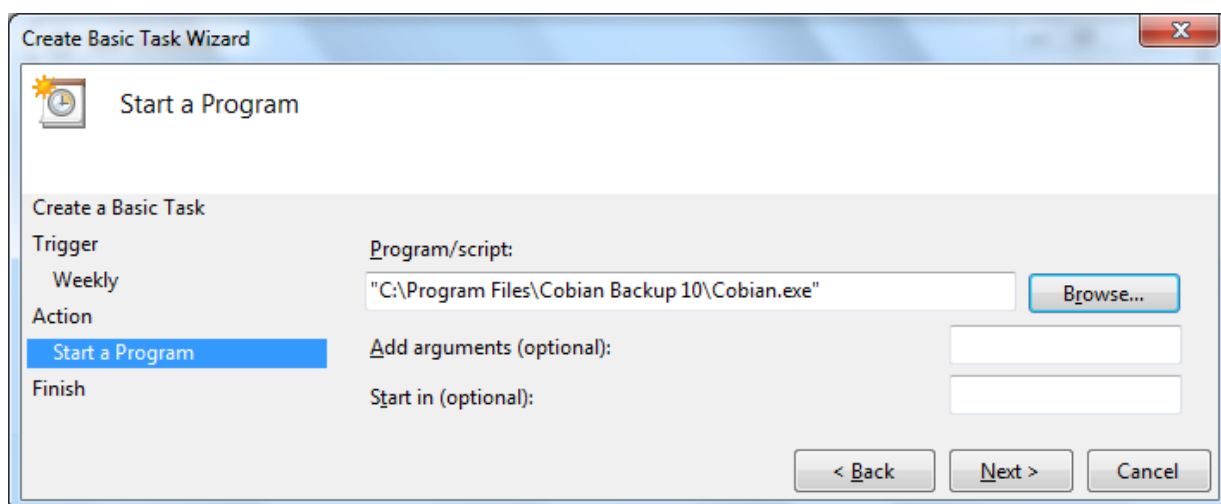 Create Basic Task Wizard
Start a Program
Create a Basic Task
Trigger
Weekly
Action
Start a Program
Finish
Program/script:
"C:\Program Files\Cobian Backup 10\Cobian.exe"
Browse...
Add arguments (optional):
Start in (optional):
< Back
Next >
Cancel